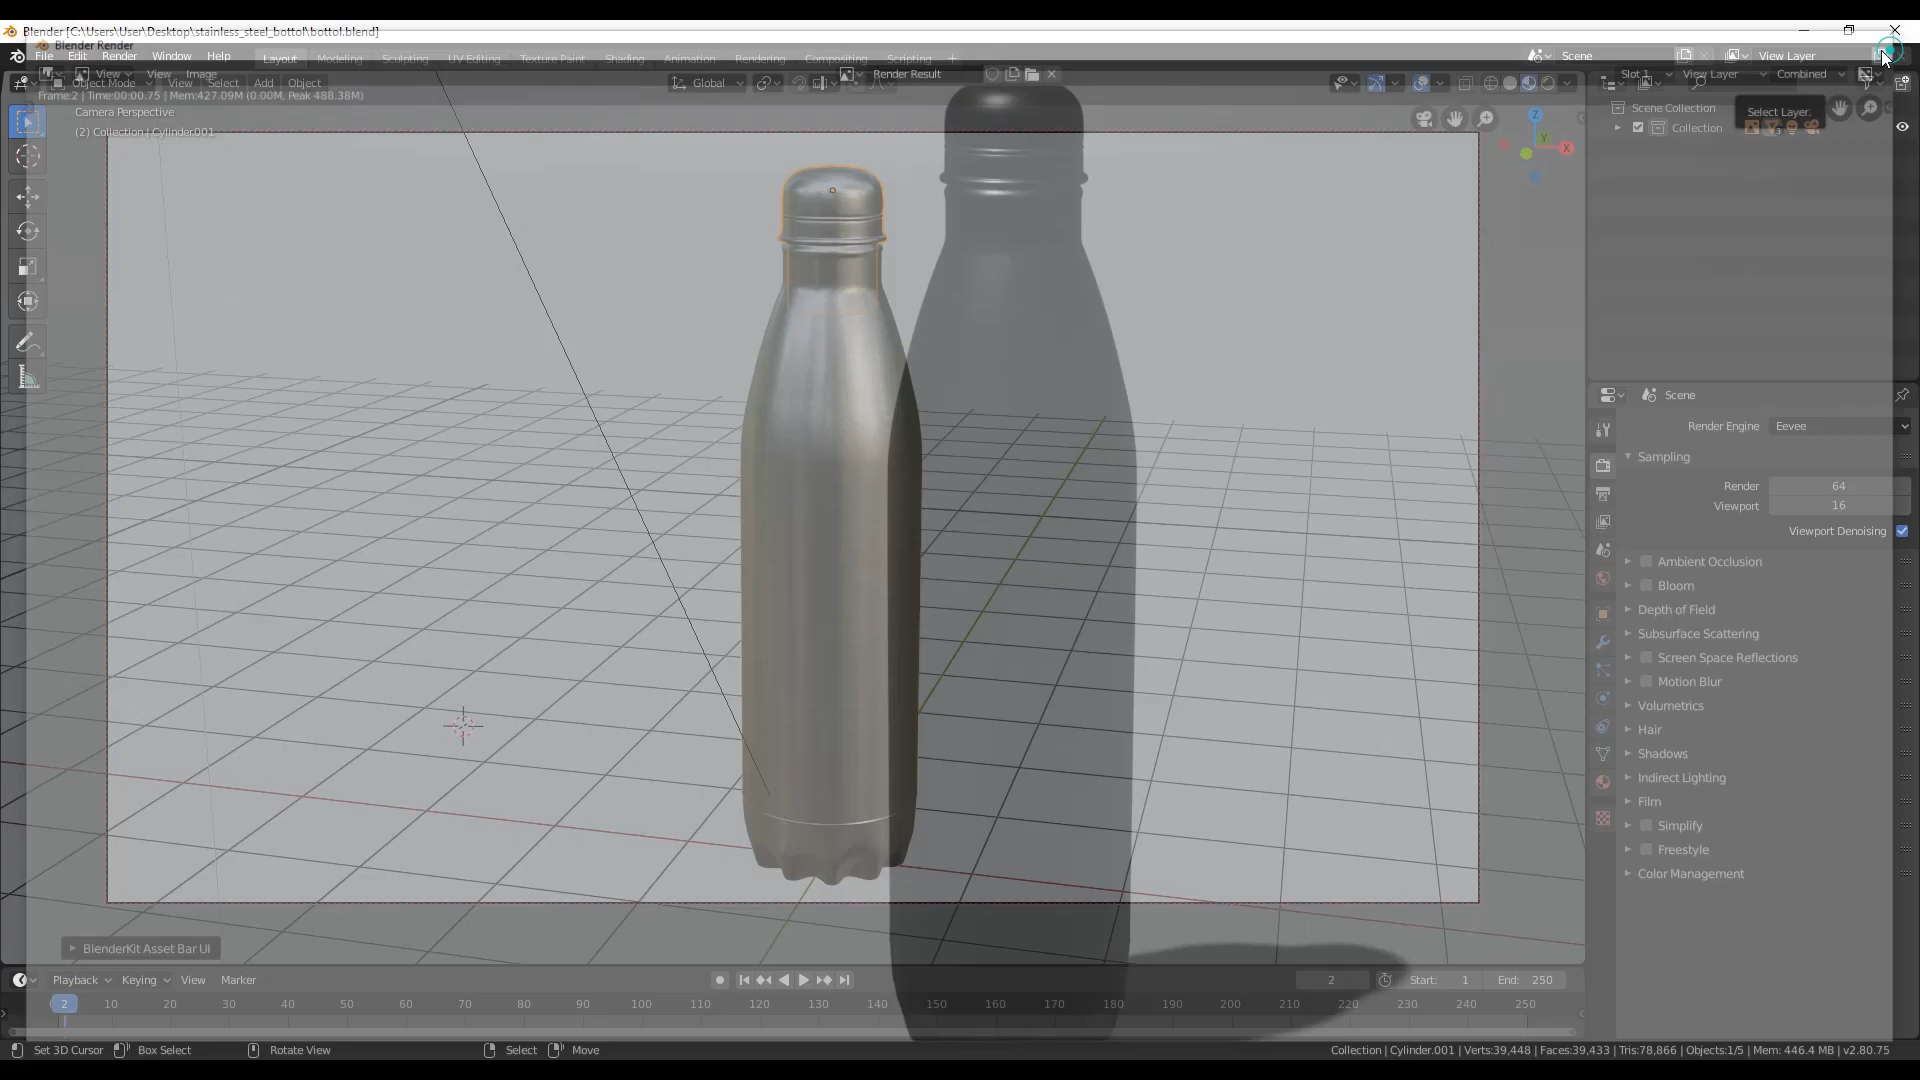 Blender [C:\Users\User\Desktop\stainless_steel_bottol\bottol.blend]
Blender Render
File Edit Render Window Help Layout Modeling Sculpting UV Editing Texture Paint Shading Animation Rendering Compositing Scripting + Scene View Layer
View View Image Render Result Slot 1 View Layer Combined
Object Mode View Select Add Object Global
Frame:2 | Time:00:00.75 | Mem:427.09M (0.00M, Peak 488.38M)
Camera Perspective
(2) Collection | Cylinder.001
Z
Y
X
Scene Collection
Select Layer.
Collection
3
Scene
Render Engine Eevee
Sampling
Render 64
Viewport 16
Viewport Denoising
Ambient Occlusion
Bloom
Depth of Field
Subsurface Scattering
Screen Space Reflections
Motion Blur
Volumetrics
Hair
Shadows
Indirect Lighting
Film
Simplify
Freestyle
Color Management
BlenderKit Asset Bar UI
Playback Keying View Marker 2 Start: 1 End: 250
2 10 20 30 40 50 60 70 80 90 100 110 120 130 140 150 160 170 180 190 200 210 220 230 240 250
Set 3D Cursor Box Select Rotate View Select Move Collection | Cylinder.001 | Verts:39,448 | Faces:39,433 | Tris:78,866 | Objects:1/5 | Mem: 446.4 MB | v2.80.75